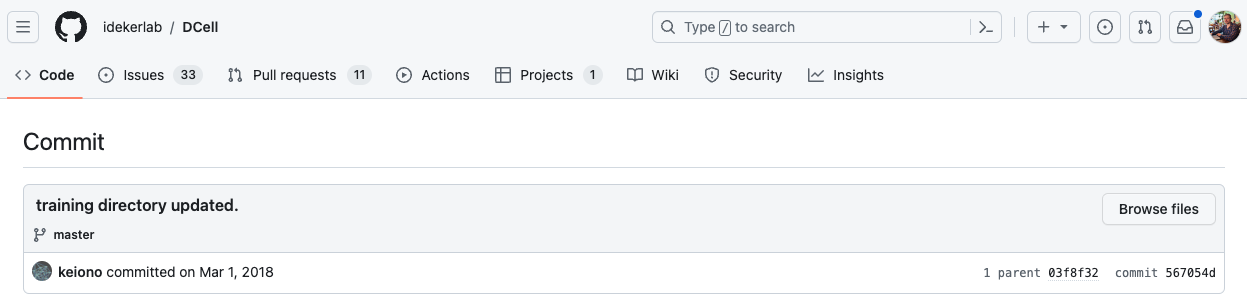 idekerlab / DCell
Type / to search
Code Issues 33 Pull requests 11 Actions Projects 1 Wiki Security Insights
Commit
training directory updated.
Browse files
master
keiono committed on Mar 1, 2018
1 parent 03f8f32 commit 567054d